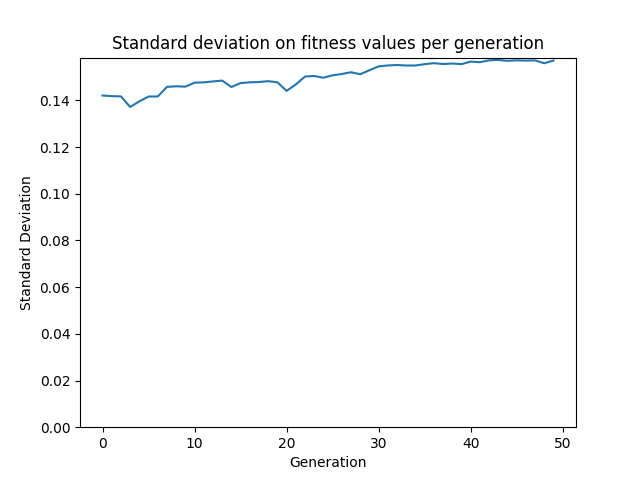 Standard deviation on fitness values per generation
Standard Deviation
0.14
0.12
0.10
0.08
0.06
0.04
0.02
0.00
0 10 20 30 40 50
Generation